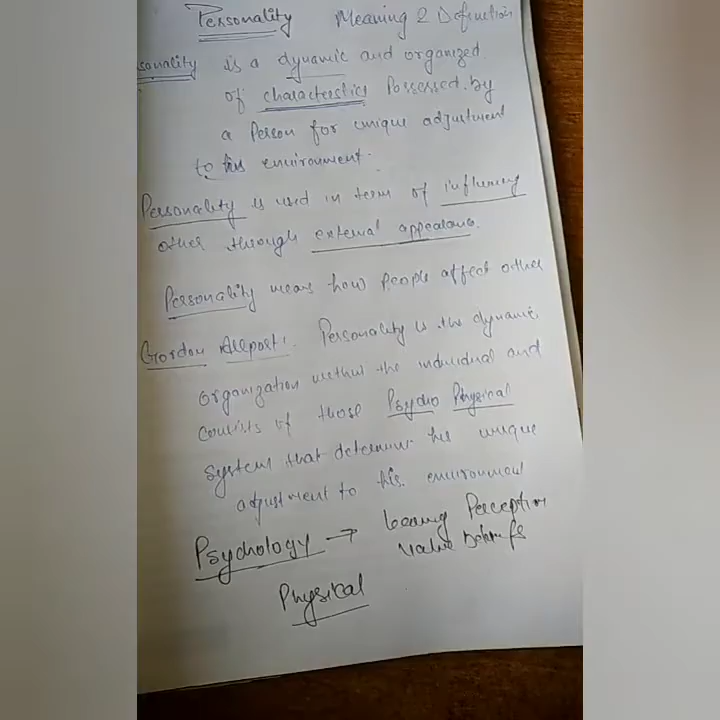 Personality Meaning & Definition
sonality is a dynamic and organized
of characteristics Possessed by
a Person for unique adjustment
to his environment.
Personality is used in term of influencing
other through external appealance.
Personality means how People affect other
Gordon Allport: Personality is the dynamic
organization within the individual and
consists of those Psycho Physical
system that determine his unique
adjustment to his environment
Psychology → Perception
value
Physical